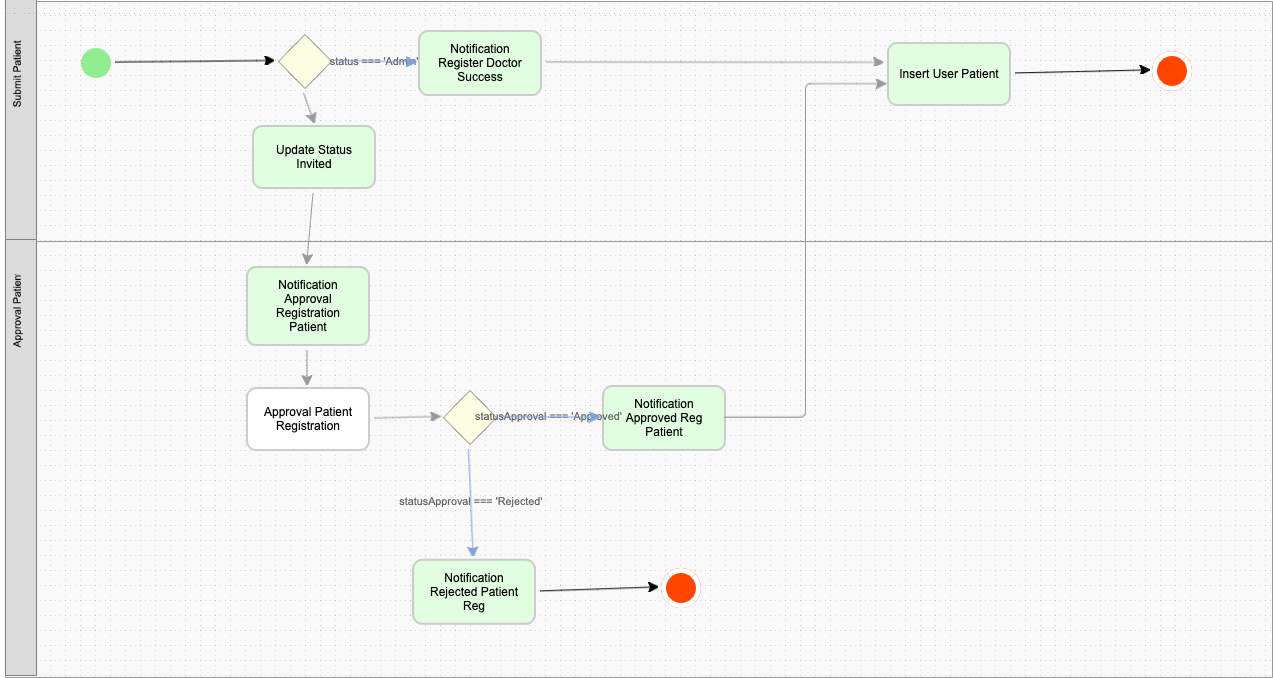 Submit Patient
status === 'Admin'
Notification
Register Doctor
Success
Insert User Patient
Update Status
Invited
Approval Patient
Notification
Approval
Registration
Patient
Approval Patient
Registration
statusApproval === 'Approved'
Notification
Approved Reg
Patient
statusApproval === 'Rejected'
Notification
Rejected Patient
Reg